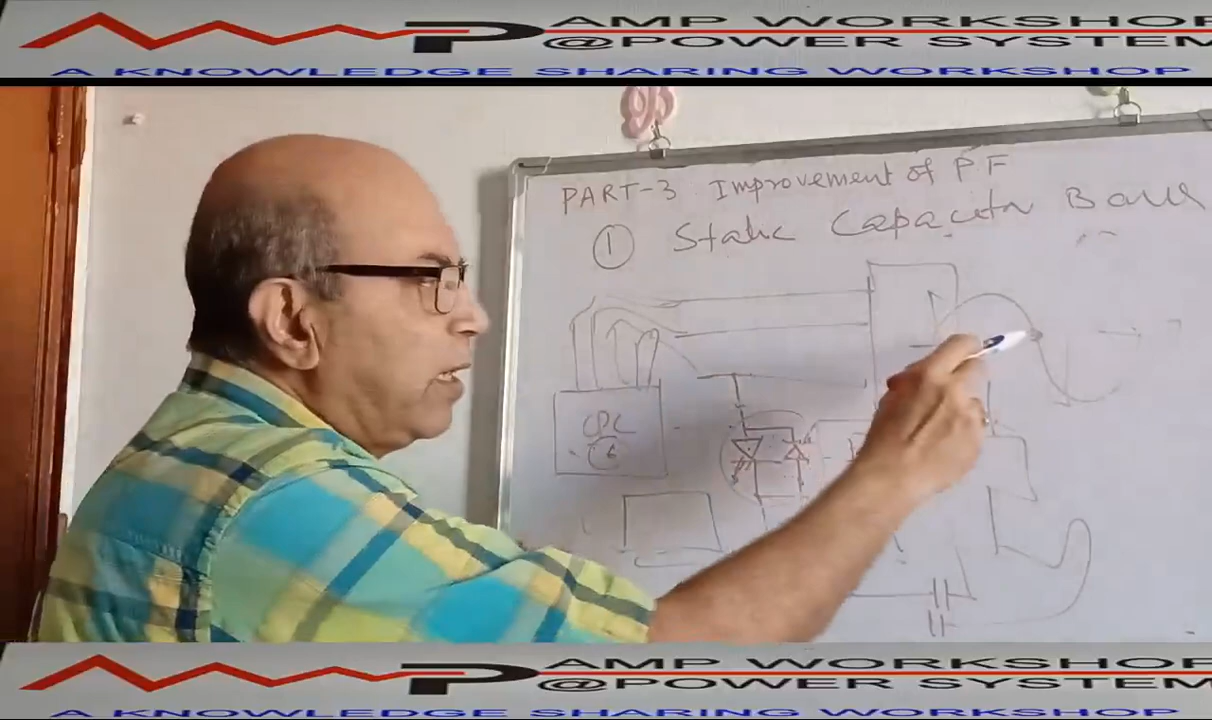 AMP WORKSHOP
@POWER SYSTEM
A KNOWLEDGE SHARING WORKSHOP
PART-3 Improvement of PF
① Static Capacitor Bank
CPC
AMP WORKSHOP
@POWER SYSTEM
A KNOWLEDGE SHARING WORKSHOP